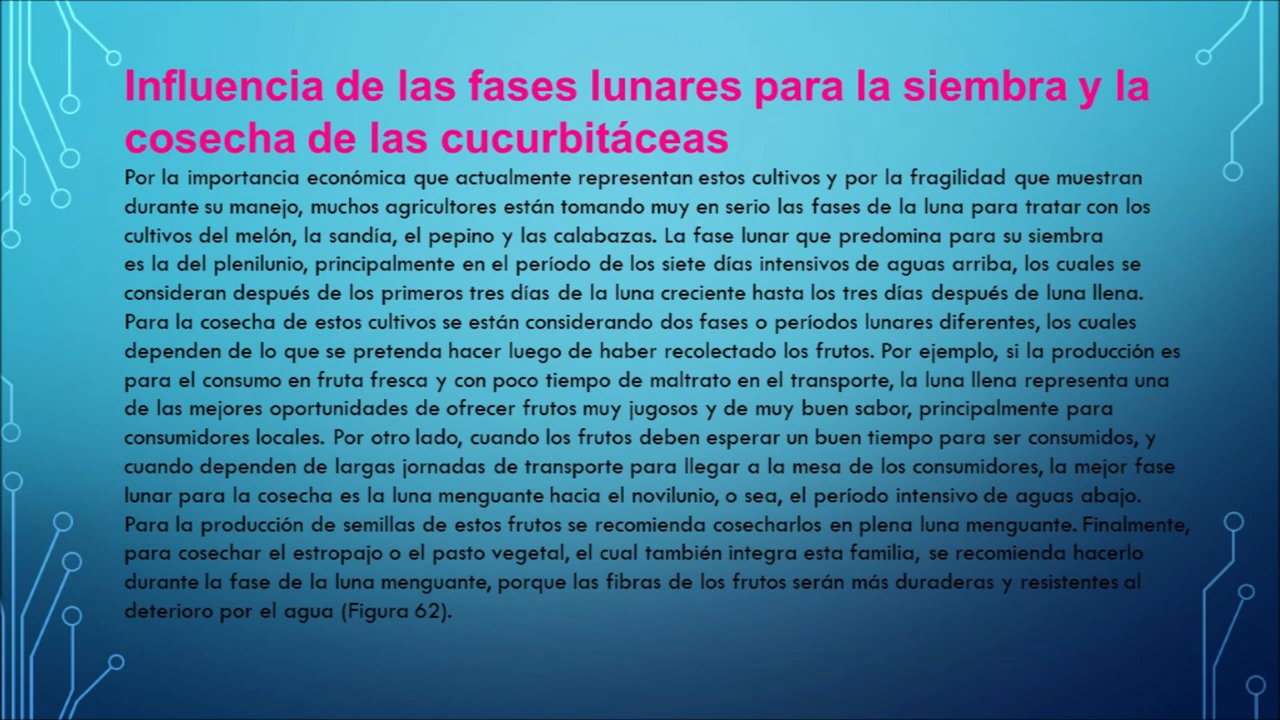 Influencia de las fases lunares para la siembra y la
cosecha de las cucurbitáceas
Por la importancia económica que actualmente representan estos cultivos y por la fragilidad que muestran
durante su manejo, muchos agricultores están tomando muy en serio las fases de la luna para tratar con los
cultivos del melón, la sandía, el pepino y las calabazas. La fase lunar que predomina para su siembra
es la del plenilunio, principalmente en el período de los siete días intensivos de aguas arriba, los cuales se
consideran después de los primeros tres días de la luna creciente hasta los tres días después de luna llena.
Para la cosecha de estos cultivos se están considerando dos fases o períodos lunares diferentes, los cuales
dependen de lo que se pretenda hacer luego de haber recolectado los frutos. Por ejemplo, si la producción es
para el consumo en fruta fresca y con poco tiempo de maltrato en el transporte, la luna llena representa una
de las mejores oportunidades de ofrecer frutos muy jugosos y de muy buen sabor, principalmente para
consumidores locales. Por otro lado, cuando los frutos deben esperar un buen tiempo para ser consumidos, y
cuando dependen de largas jornadas de transporte para llegar a la mesa de los consumidores, la mejor fase
lunar para la cosecha es la luna menguante hacia el novilunio, o sea, el período intensivo de aguas abajo.
Para la producción de semillas de estos frutos se recomienda cosecharlos en plena luna menguante. Finalmente,
para cosechar el estropajo o el pasto vegetal, el cual también integra esta familia, se recomienda hacerlo
durante la fase de la luna menguante, porque las fibras de los frutos serán más duraderas y resistentes al
deterioro por el agua (Figura 62).